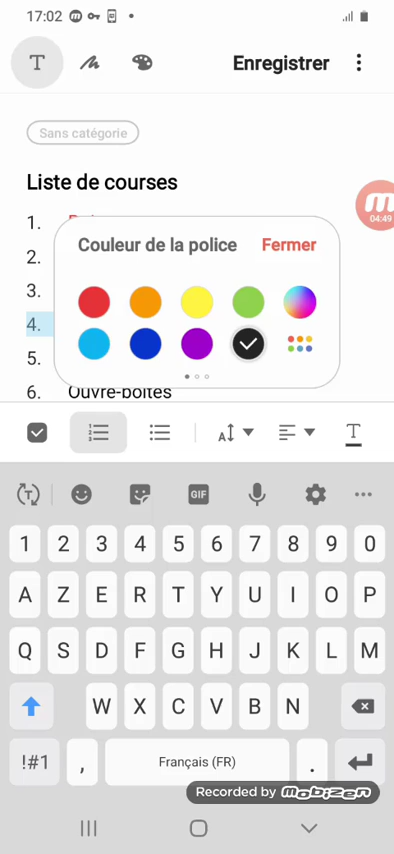 17:02
T
Enregistrer
Sans catégorie
Liste de courses
1.
2.
3.
4.
5.
6. Ouvre-boîtes
Couleur de la police
Fermer
04:49
T
GIF
1 2 3 4 5 6 7 8 9 0
A Z E R T Y U I O P
Q S D F G H J K L M
W X C V B N
!#1 , Français (FR) .
Recorded by mobizen